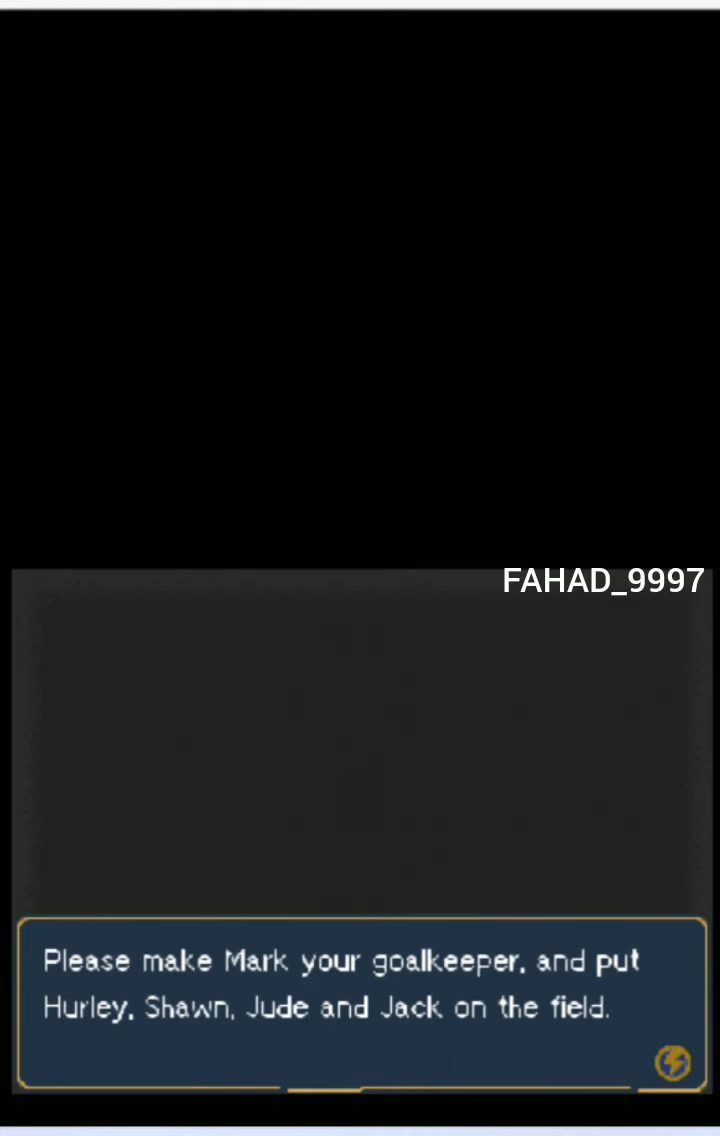 FAHAD_9997
Please make Mark your goalkeeper, and put
Hurley, Shawn, Jude and Jack on the field.